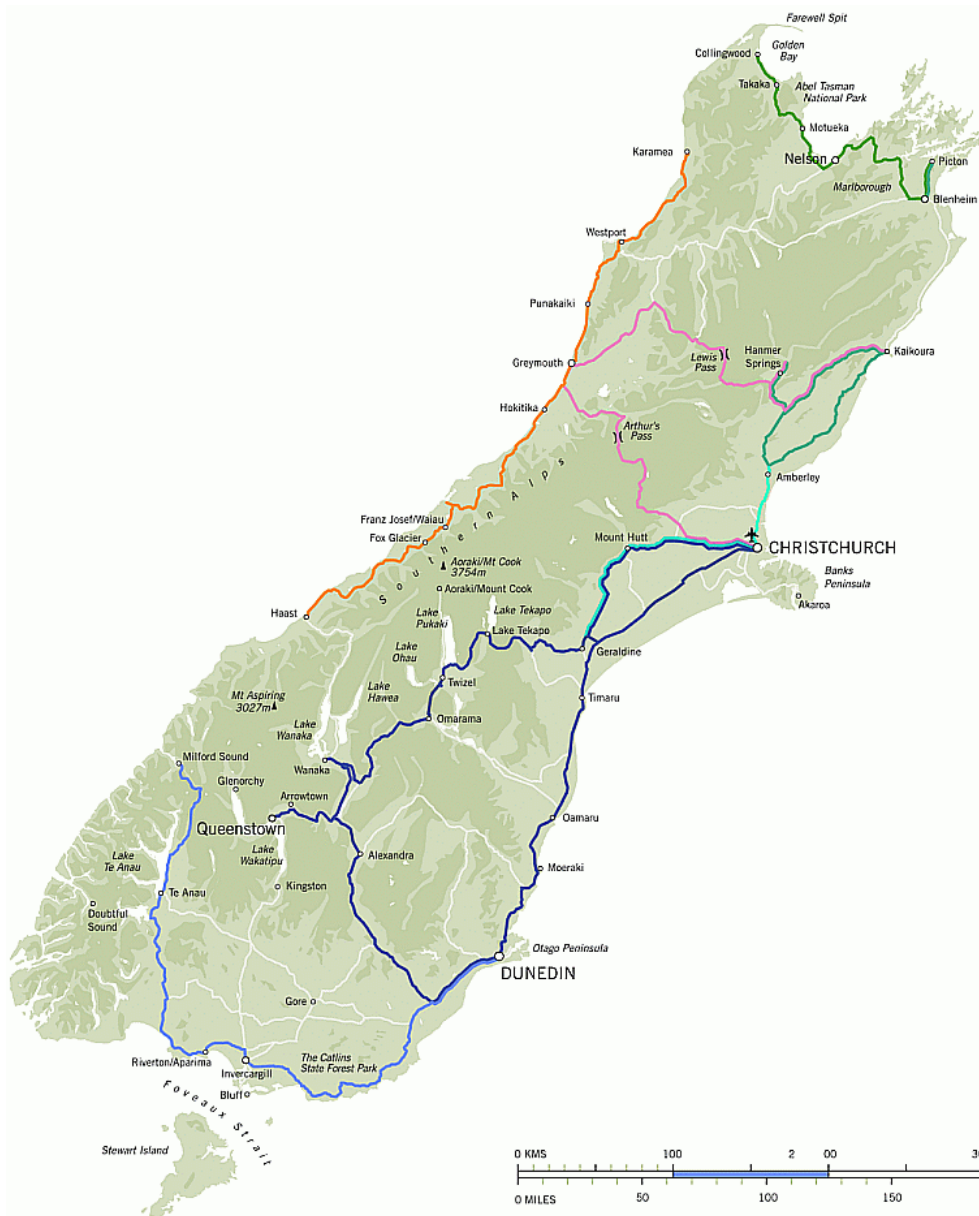 Farewell Spit
Collingwood
Golden
Bay
Takaka
Abel Tasman
National Park
Motueka
Karamea
Nelson
Picton
Marlborough
Blenheim
Westport
Punakaiki
Greymouth
Lewis
Pass
Hanmer
Springs
Kaikoura
Hokitika
Arthur's
Pass
Amberley
Southern Alps
Franz Josef/Waiau
Fox Glacier
Mount Hutt
CHRISTCHURCH
Aoraki/Mt Cook
3754m
Banks
Peninsula
Aoraki/Mount Cook
Akaroa
Haast
Lake
Pukaki
Lake Tekapo
Lake Tekapo
Lake
Ohau
Geraldine
Twizel
Timaru
Mt Aspiring
3027m
Lake
Hawea
Omarama
Lake
Wanaka
Milford Sound
Wanaka
Glenorchy
Arrowtown
Queenstown
Oamaru
Lake
Wakatipu
Lake
Te Anau
Alexandra
Moeraki
Te Anau
Kingston
Doubtful
Sound
Otago Peninsula
DUNEDIN
Gore
Riverton/Aparima
Invercargill
The Catlins
State Forest Park
Bluff
Foveaux Strait
Stewart Island
0 KMS 100 2 00 30
0 MILES 50 100 150